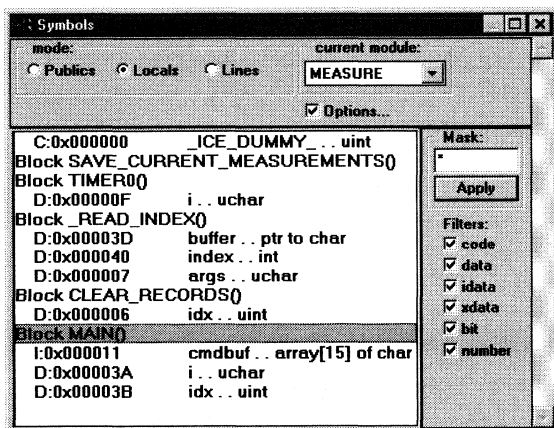 Symbols
mode:
Publics Locals Lines
current module:
MEASURE
Options...
C:0x000000 _ICE_DUMMY_ . . uint
Block SAVE_CURRENT_MEASUREMENTS()
Block TIMER0()
D:0x00000F i . . uchar
Block _READ_INDEX()
D:0x00003D buffer . . ptr to char
D:0x000040 index . . int
D:0x000007 args . . uchar
Block CLEAR_RECORDS()
D:0x000006 idx . . uint
Block MAIN()
I:0x000011 cmdbuf . . array[15] of char
D:0x00003A i . . uchar
D:0x00003B idx . . uint
Mask:
*
Apply
Filters:
code
data
idata
xdata
bit
number